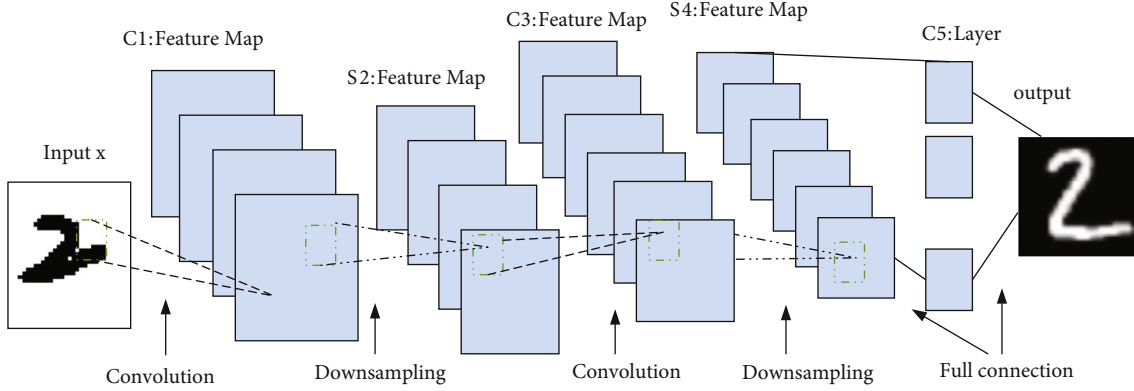 C1:Feature Map
S2:Feature Map
C3:Feature Map
S4:Feature Map
C5:Layer
output
Input x
Convolution
Downsampling
Convolution
Downsampling
Full connection
2